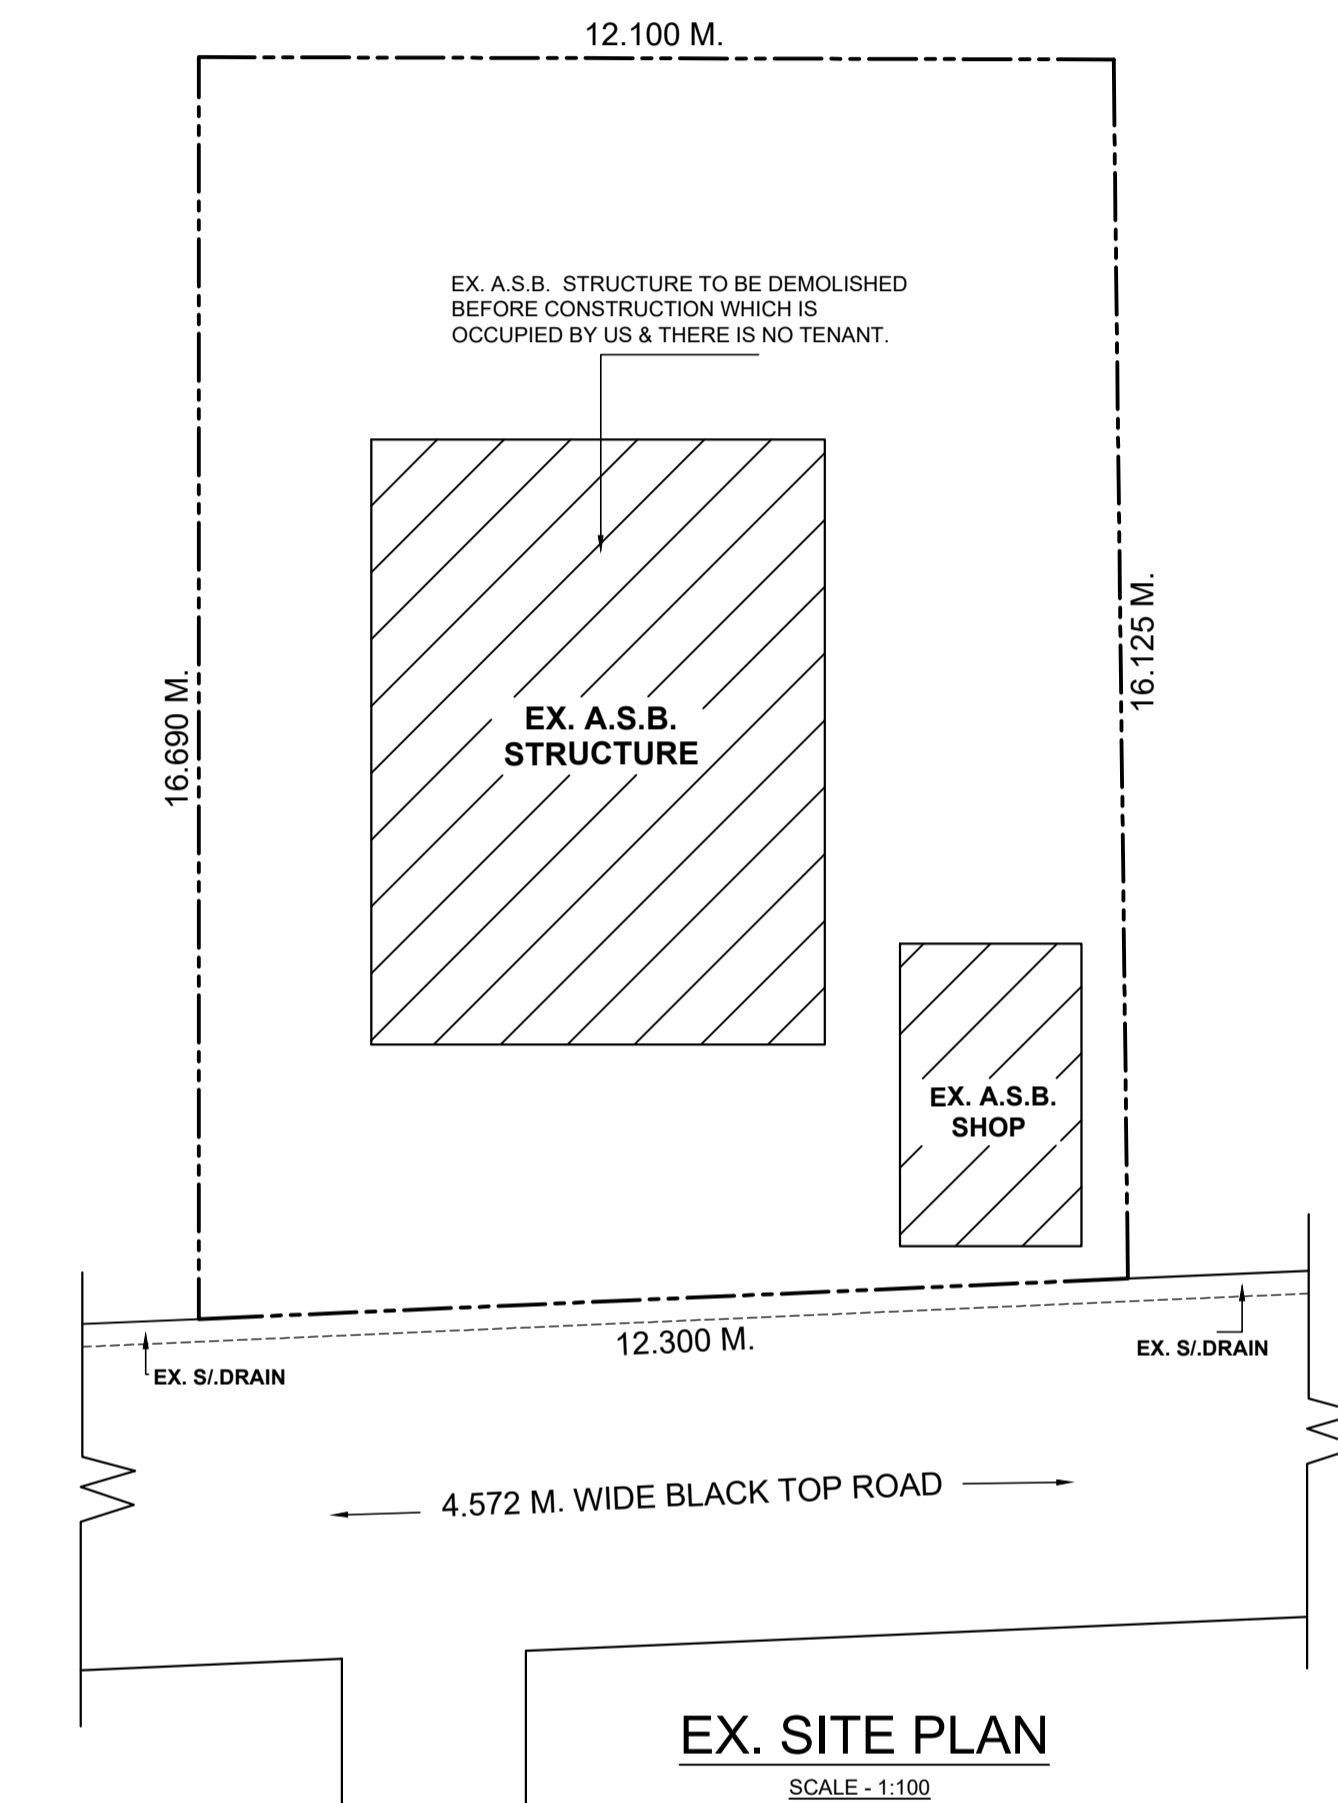 12.100 M.
EX. A.S.B. STRUCTURE TO BE DEMOLISHED
BEFORE CONSTRUCTION WHICH IS
OCCUPIED BY US & THERE IS NO TENANT.
16.690 M.
16.125 M.
EX. A.S.B.
STRUCTURE
EX. A.S.B.
SHOP
12.300 M.
EX. S/.DRAIN
EX. S/.DRAIN
4.572 M. WIDE BLACK TOP ROAD
EX. SITE PLAN
SCALE - 1:100